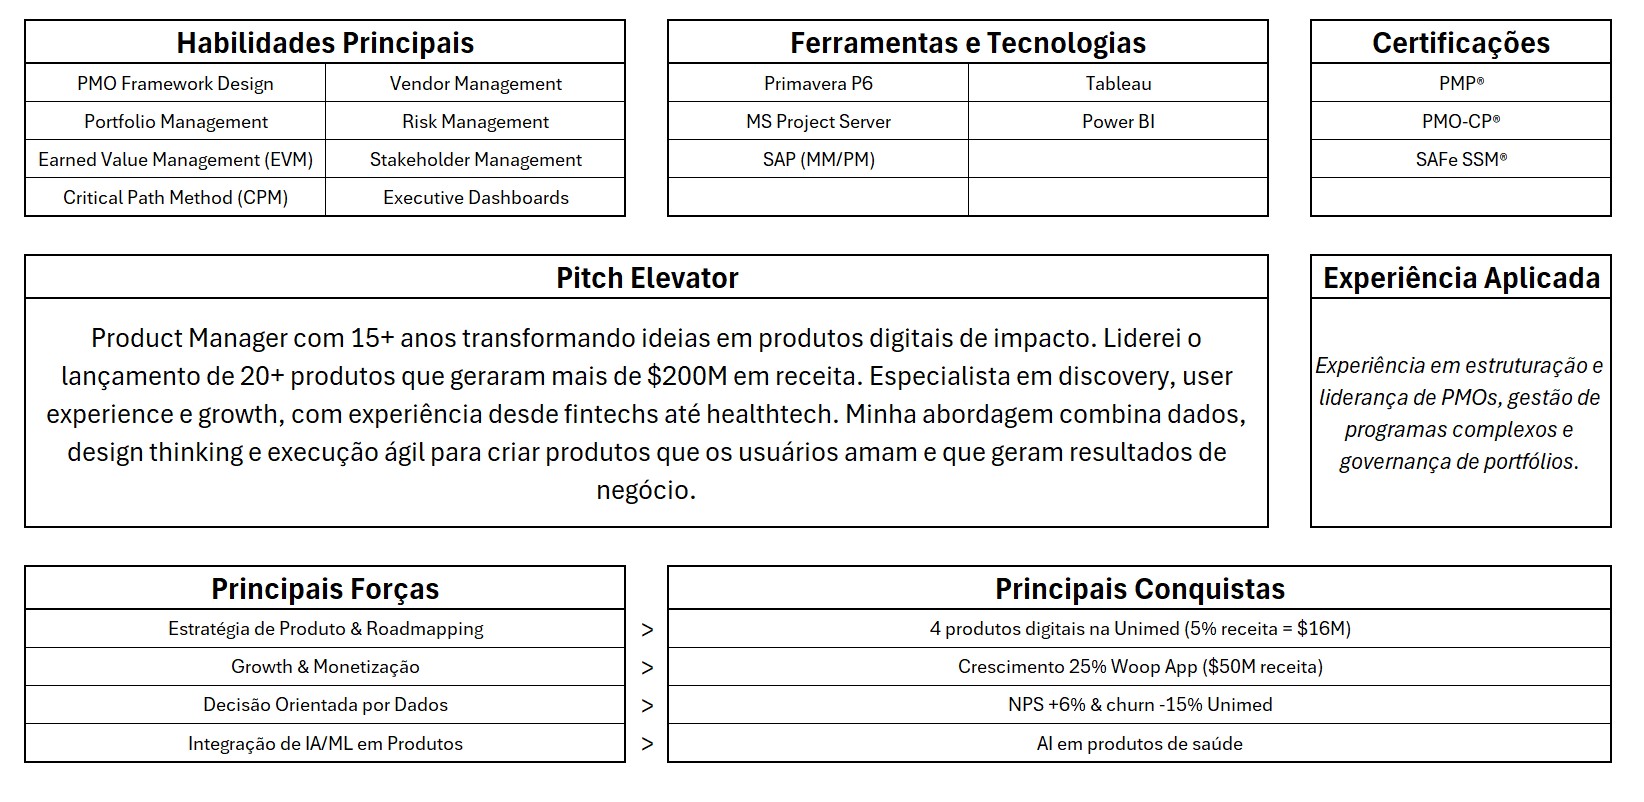 Habilidades Principais
PMO Framework Design Vendor Management
Portfolio Management Risk Management
Earned Value Management (EVM) Stakeholder Management
Critical Path Method (CPM) Executive Dashboards
Ferramentas e Tecnologias
Primavera P6 Tableau
MS Project Server Power BI
SAP (MM/PM)
Certificações
PMP®
PMO-CP®
SAFe SSM®
Pitch Elevator
Product Manager com 15+ anos transformando ideias em produtos digitais de impacto. Liderei o
lançamento de 20+ produtos que geraram mais de $200M em receita. Especialista em discovery, user
experience e growth, com experiência desde fintechs até healthtech. Minha abordagem combina dados,
design thinking e execução ágil para criar produtos que os usuários amam e que geram resultados de
negócio.
Experiência Aplicada
Experiência em estruturação e
liderança de PMOs, gestão de
programas complexos e
governança de portfólios.
Principais Forças
Principais Conquistas
Estratégia de Produto & Roadmapping > 4 produtos digitais na Unimed (5% receita = $16M)
Growth & Monetização > Crescimento 25% Woop App ($50M receita)
Decisão Orientada por Dados > NPS +6% & churn -15% Unimed
Integração de IA/ML em Produtos > AI em produtos de saúde